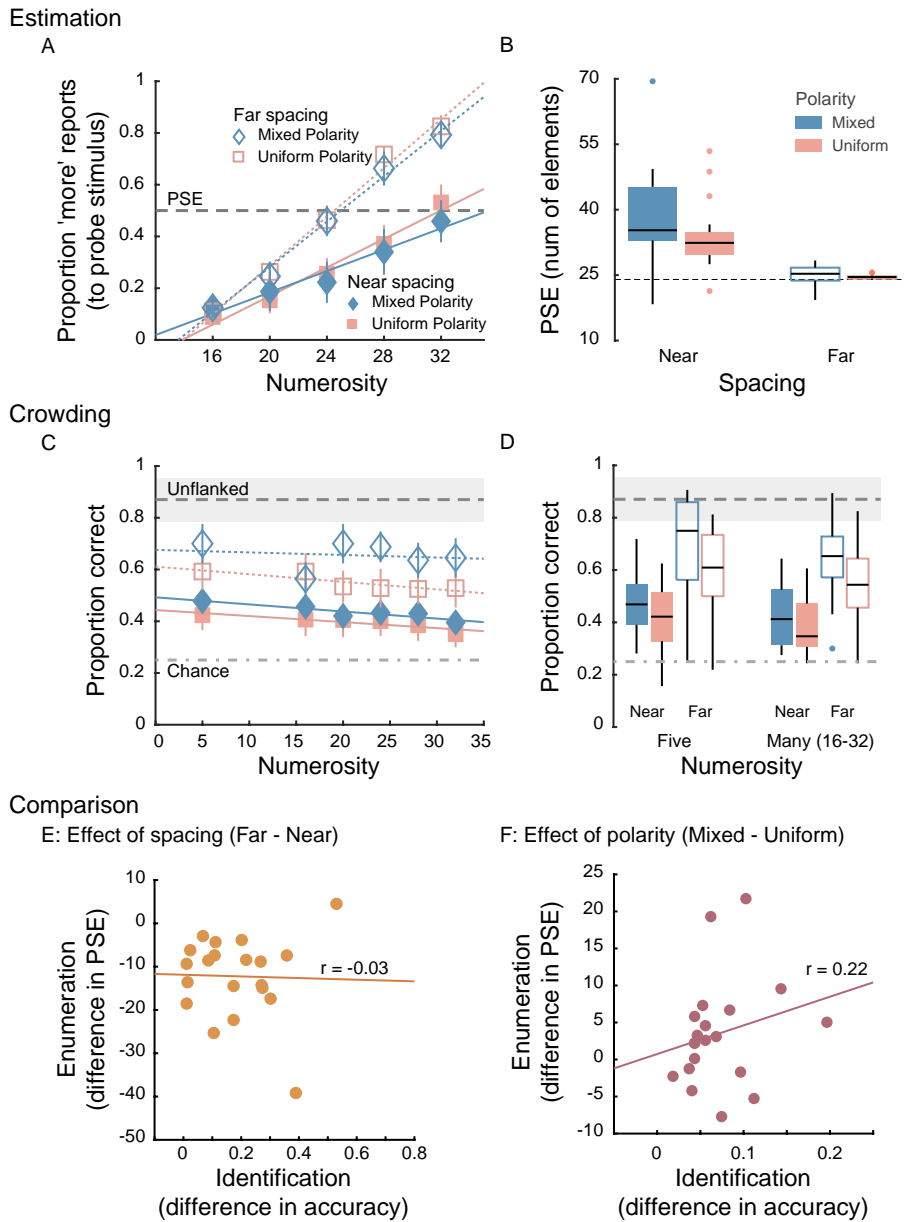 Estimation
A
Proportion 'more' reports
(to probe stimulus)
1
0.8
0.6
0.4
0.2
0
Far spacing
Mixed Polarity
Uniform Polarity
PSE
Near spacing
Mixed Polarity
Uniform Polarity
16 20 24 28 32
Numerosity
B
PSE (num of elements)
70
55
40
25
10
Polarity
Mixed
Uniform
Near Far
Spacing
Crowding
C
Proportion correct
1
0.8
0.6
0.4
0.2
0
Unflanked
Chance
0 5 10 15 20 25 30 35
Numerosity
D
Proportion correct
1
0.8
0.6
0.4
0.2
0
Near Far Near Far
Five Many (16-32)
Numerosity
Comparison
E: Effect of spacing (Far - Near)
Enumeration
(difference in PSE)
10
0
-10
-20
-30
-40
-50
r = -0.03
0 0.2 0.4 0.6 0.8
Identification
(difference in accuracy)
F: Effect of polarity (Mixed - Uniform)
Enumeration
(difference in PSE)
25
20
15
10
5
0
-5
-10
r = 0.22
0 0.1 0.2
Identification
(difference in accuracy)